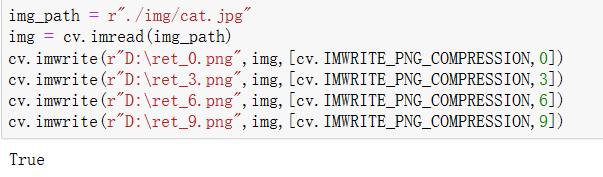 img_path = r"./img/cat.jpg"
img = cv.imread(img_path)
cv.imwrite(r"D:\ret_0.png",img,[cv.IMWRITE_PNG_COMPRESSION,0])
cv.imwrite(r"D:\ret_3.png",img,[cv.IMWRITE_PNG_COMPRESSION,3])
cv.imwrite(r"D:\ret_6.png",img,[cv.IMWRITE_PNG_COMPRESSION,6])
cv.imwrite(r"D:\ret_9.png",img,[cv.IMWRITE_PNG_COMPRESSION,9])
True